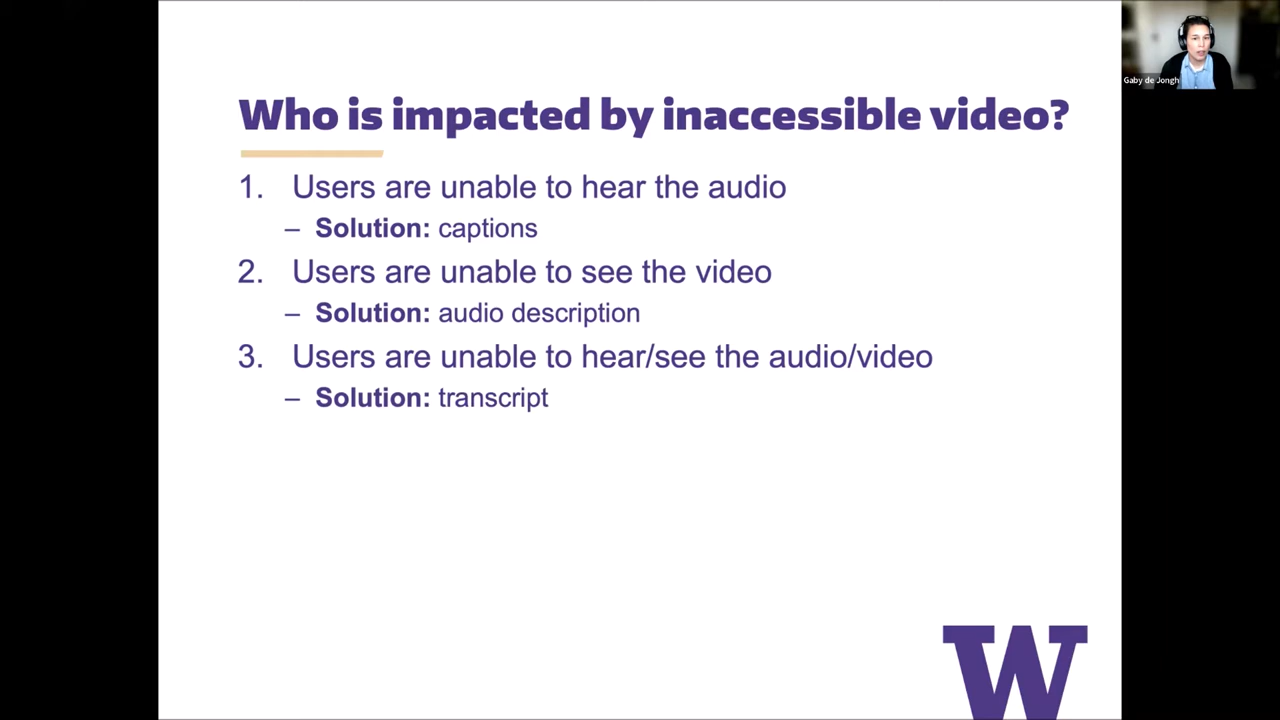 Who is impacted by inaccessible video?
1. Users are unable to hear the audio
– Solution: captions
2. Users are unable to see the video
– Solution: audio description
3. Users are unable to hear/see the audio/video
– Solution: transcript
W
Gaby de Jongh